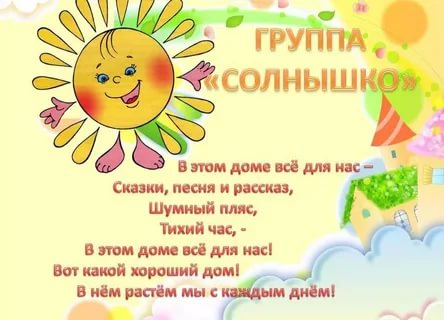 ГРУППА
«СОЛНЫШКО»
В этом доме всё для нас –
Сказки, песня и рассказ,
Шумный пляс,
Тихий час, -
В этом доме всё для нас!
Вот какой хороший дом!
В нём растём мы с каждым днём!